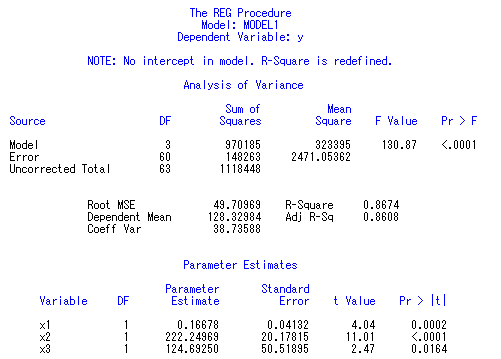 The REG Procedure
Model: MODEL1
Dependent Variable: y
NOTE: No intercept in model. R-Square is redefined.
Analysis of Variance
Sum of Mean
Source DF Squares Square F Value Pr > F
Model 3 970185 323395 130.87 <.0001
Error 60 148263 2471.05362
Uncorrected Total 63 1118448
Root MSE 49.70969 R-Square 0.8674
Dependent Mean 128.32984 Adj R-Sq 0.8608
Coeff Var 38.73588
Parameter Estimates
Parameter Standard
Variable DF Estimate Error t Value Pr > |t|
x1 1 0.16678 0.04132 4.04 0.0002
x2 1 222.24969 20.17815 11.01 <.0001
x3 1 124.69250 50.51895 2.47 0.0164